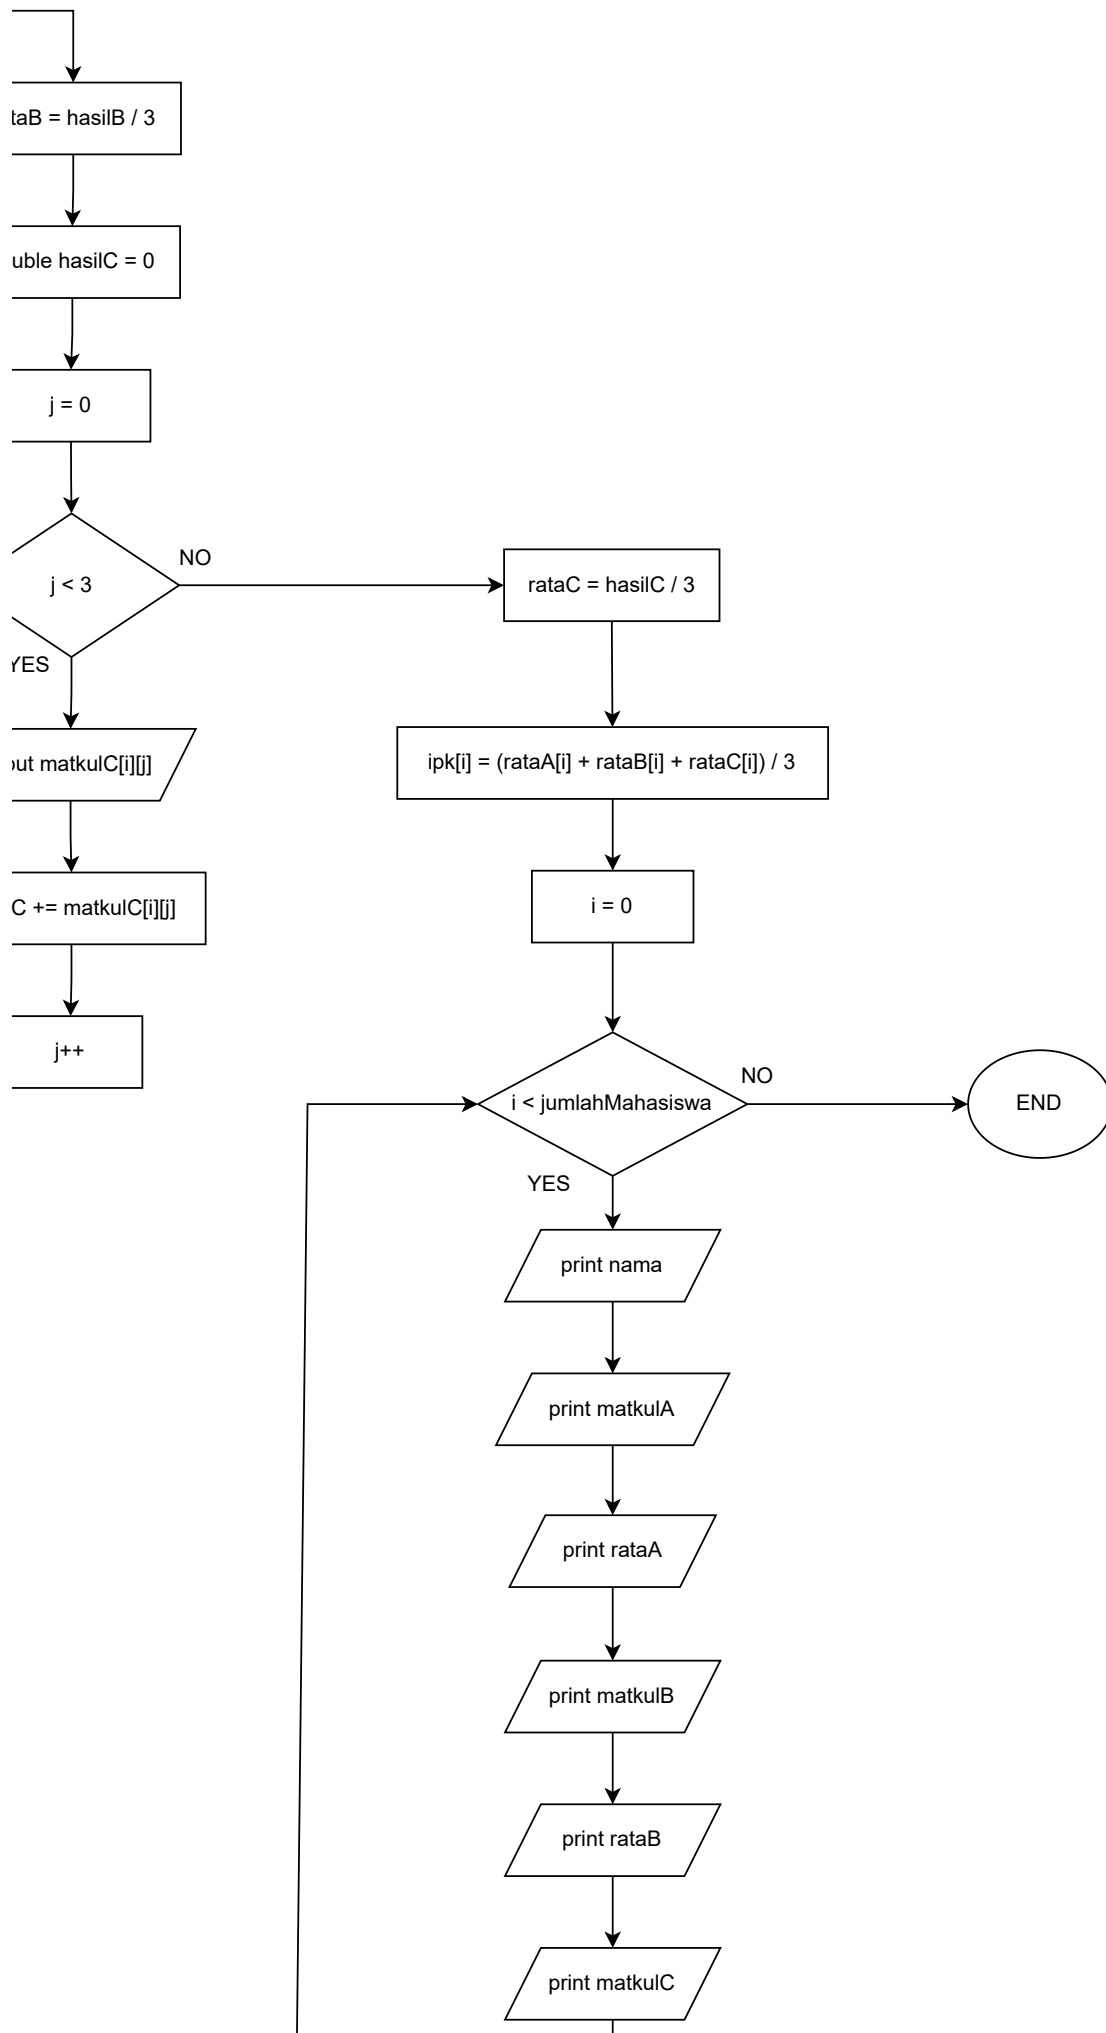 taB = hasilB / 3
uble hasilC = 0
j = 0
j < 3
NO
YES
rataC = hasilC / 3
ipk[i] = (rataA[i] + rataB[i] + rataC[i]) / 3
put matkulC[i][j]
C += matkulC[i][j]
j++
i = 0
i < jumlahMahasiswa
NO
END
YES
print nama
print matkulA
print rataA
print matkulB
print rataB
print matkulC